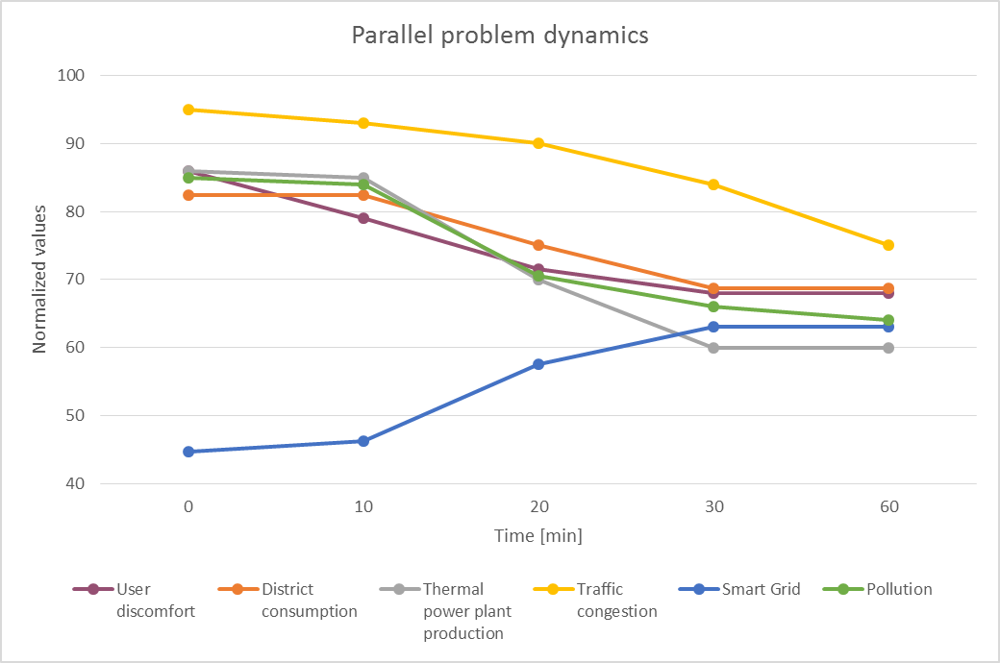 Parallel problem dynamics
100
90
80
70
60
50
40
Normalized values
0 10 20 30 60
Time [min]
User discomfort
District consumption
Thermal power plant production
Traffic congestion
Smart Grid
Pollution